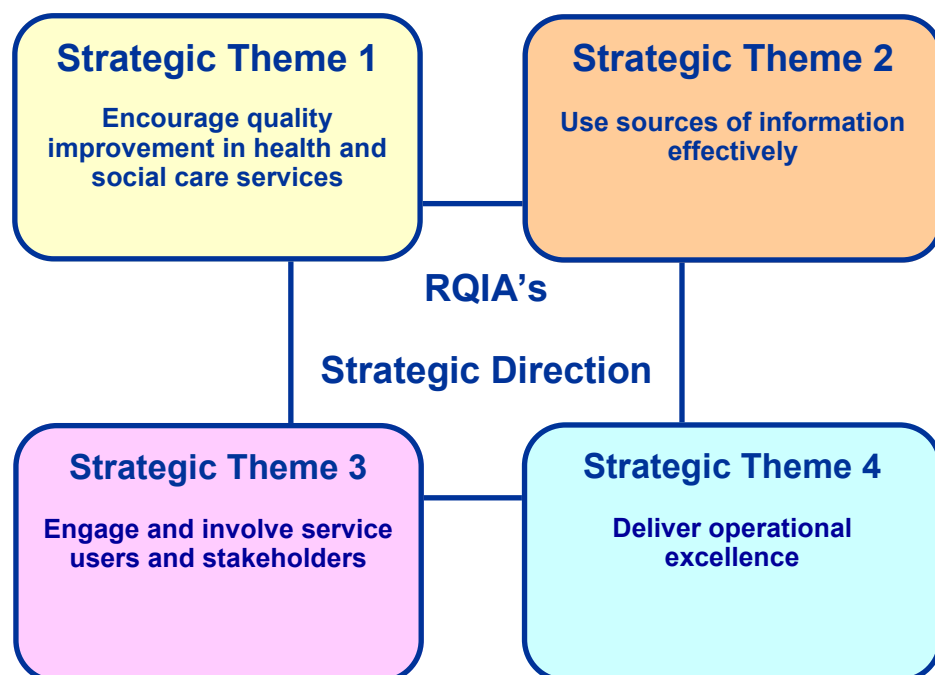 Strategic Theme 1
Encourage quality
improvement in health and
social care services
Strategic Theme 2
Use sources of information
effectively
RQIA’s
Strategic Direction
Strategic Theme 3
Engage and involve service
users and stakeholders
Strategic Theme 4
Deliver operational
excellence